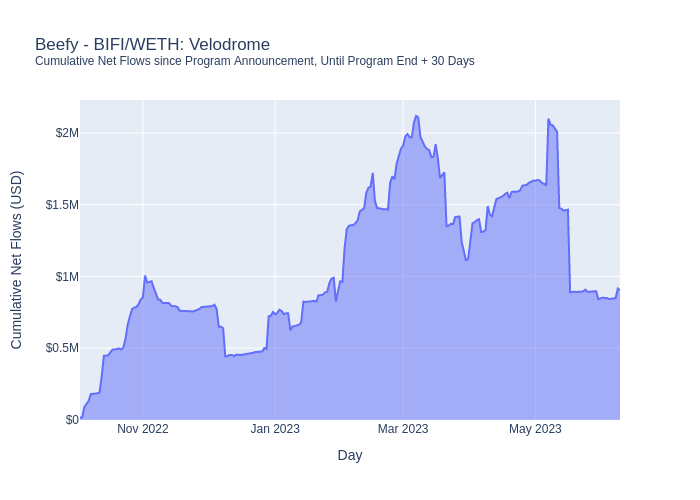 Beefy - BIFI/WETH: Velodrome
Cumulative Net Flows since Program Announcement, Until Program End + 30 Days
Cumulative Net Flows (USD)
$2M
$1.5M
$1M
$0.5M
$0
Nov 2022 Jan 2023 Mar 2023 May 2023
Day